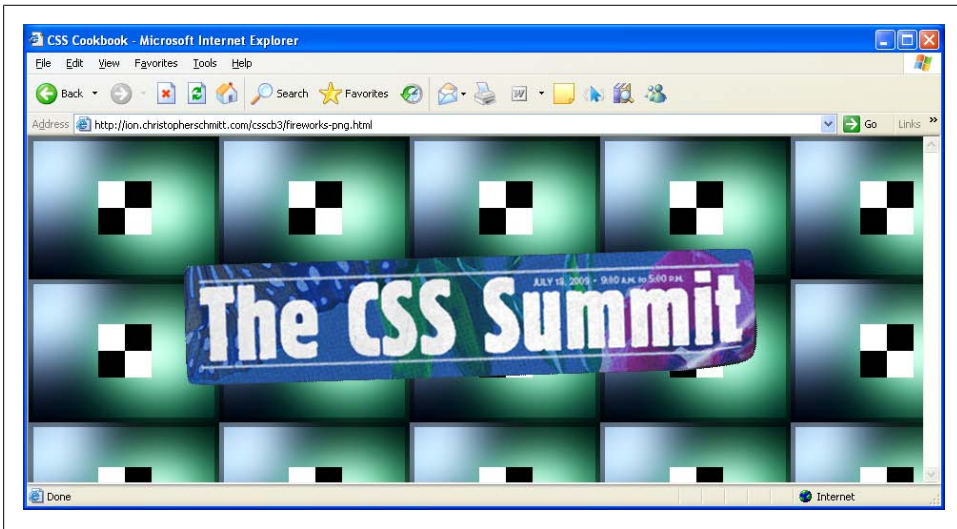 CSS Cookbook - Microsoft Internet Explorer
File Edit View Favorites Tools Help
Back Search Favorites W
Address http://ion.christopherschmitt.com/csscb3/fireworks-png.html Go Links »
JULY 18, 2009 • 9:00 A.M. TO 5:00 P.M.
The CSS Summit
Done Internet